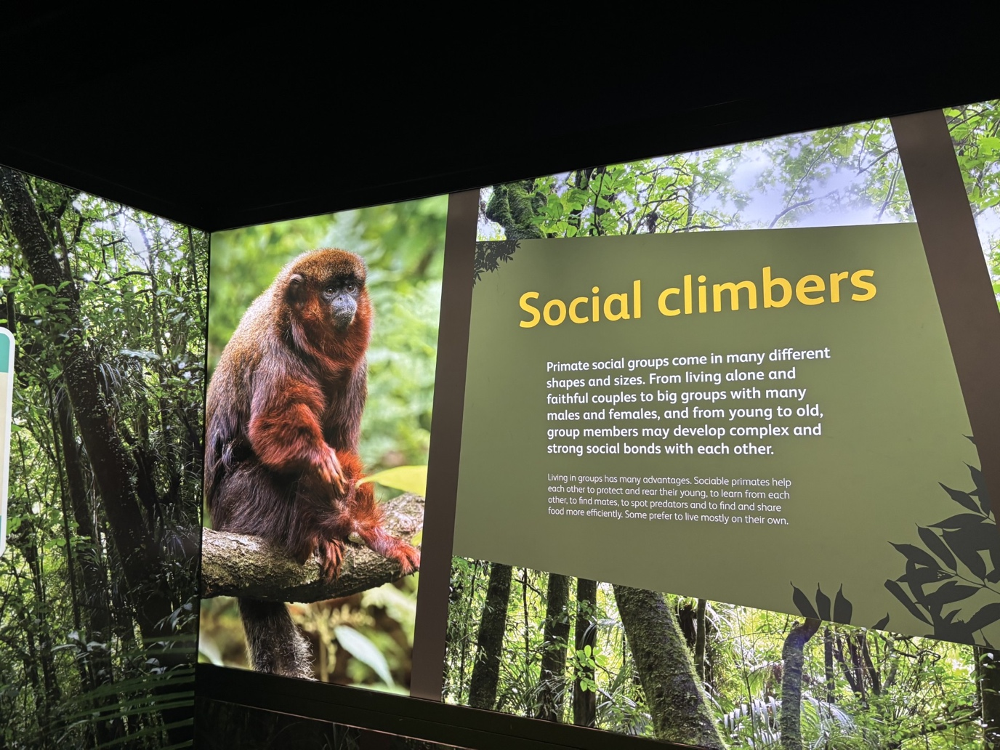 Social climbers
Primate social groups come in many different
shapes and sizes. From living alone and
faithful couples to big groups with many
males and females, and from young to old,
group members may develop complex and
strong social bonds with each other.
Living in groups has many advantages. Sociable primates help
each other to protect and rear their young, to learn from each
other, to find mates, to spot predators and to find and share
food more efficiently. Some prefer to live mostly on their own.